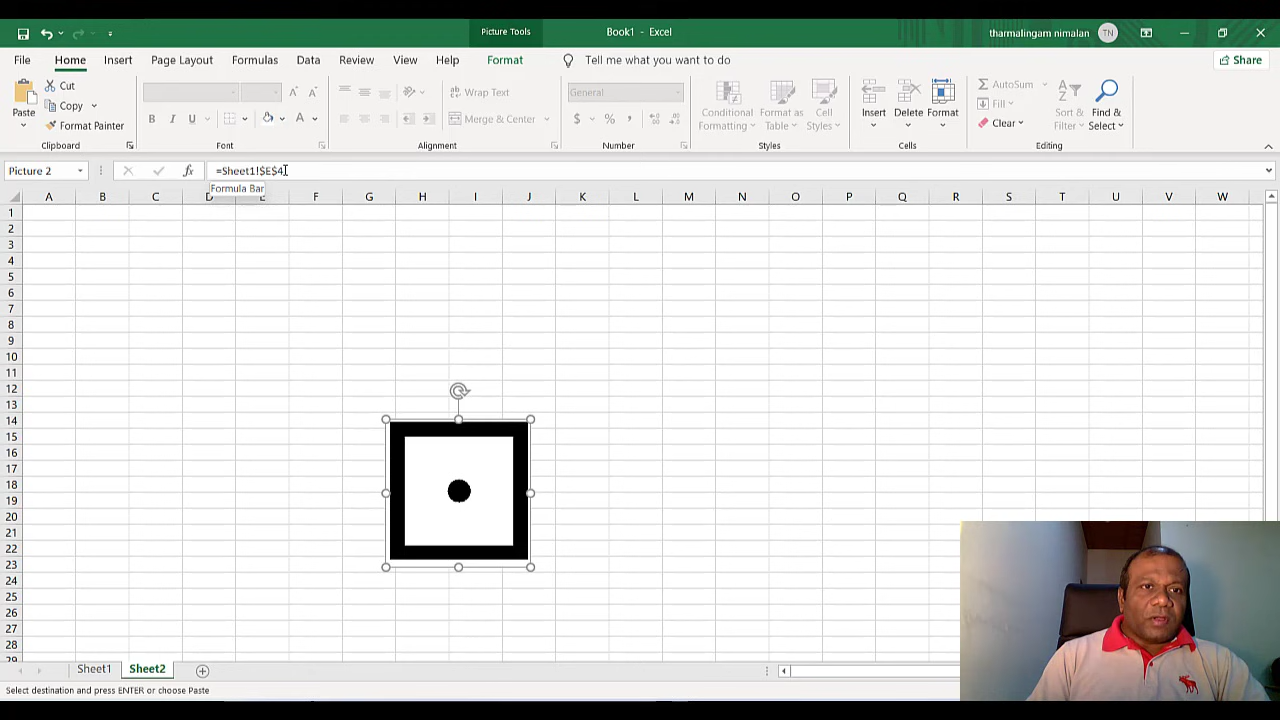 Picture Tools
Book1 - Excel
tharmalingam nimalan TN
File Home Insert Page Layout Formulas Data Review View Help Format Tell me what you want to do Share
Paste
Cut
Copy
Format Painter
Clipboard
B I U A
Font
Wrap Text
Merge & Center
Alignment
General
$ % ,
Number
Conditional Formatting
Format as Table
Cell Styles
Styles
Insert
Delete
Format
Cells
AutoSum
Fill
Clear
Sort & Filter
Find & Select
Editing
Picture 2 fx =Sheet1!$E$4
Formula Bar
A B C D E F G H I J K L M N O P Q R S T U V W
1
2
3
4
5
6
7
8
9
10
11
12
13
14
15
16
17
18
19
20
21
22
23
24
25
26
27
28
29
Sheet1 Sheet2
Select destination and press ENTER or choose Paste